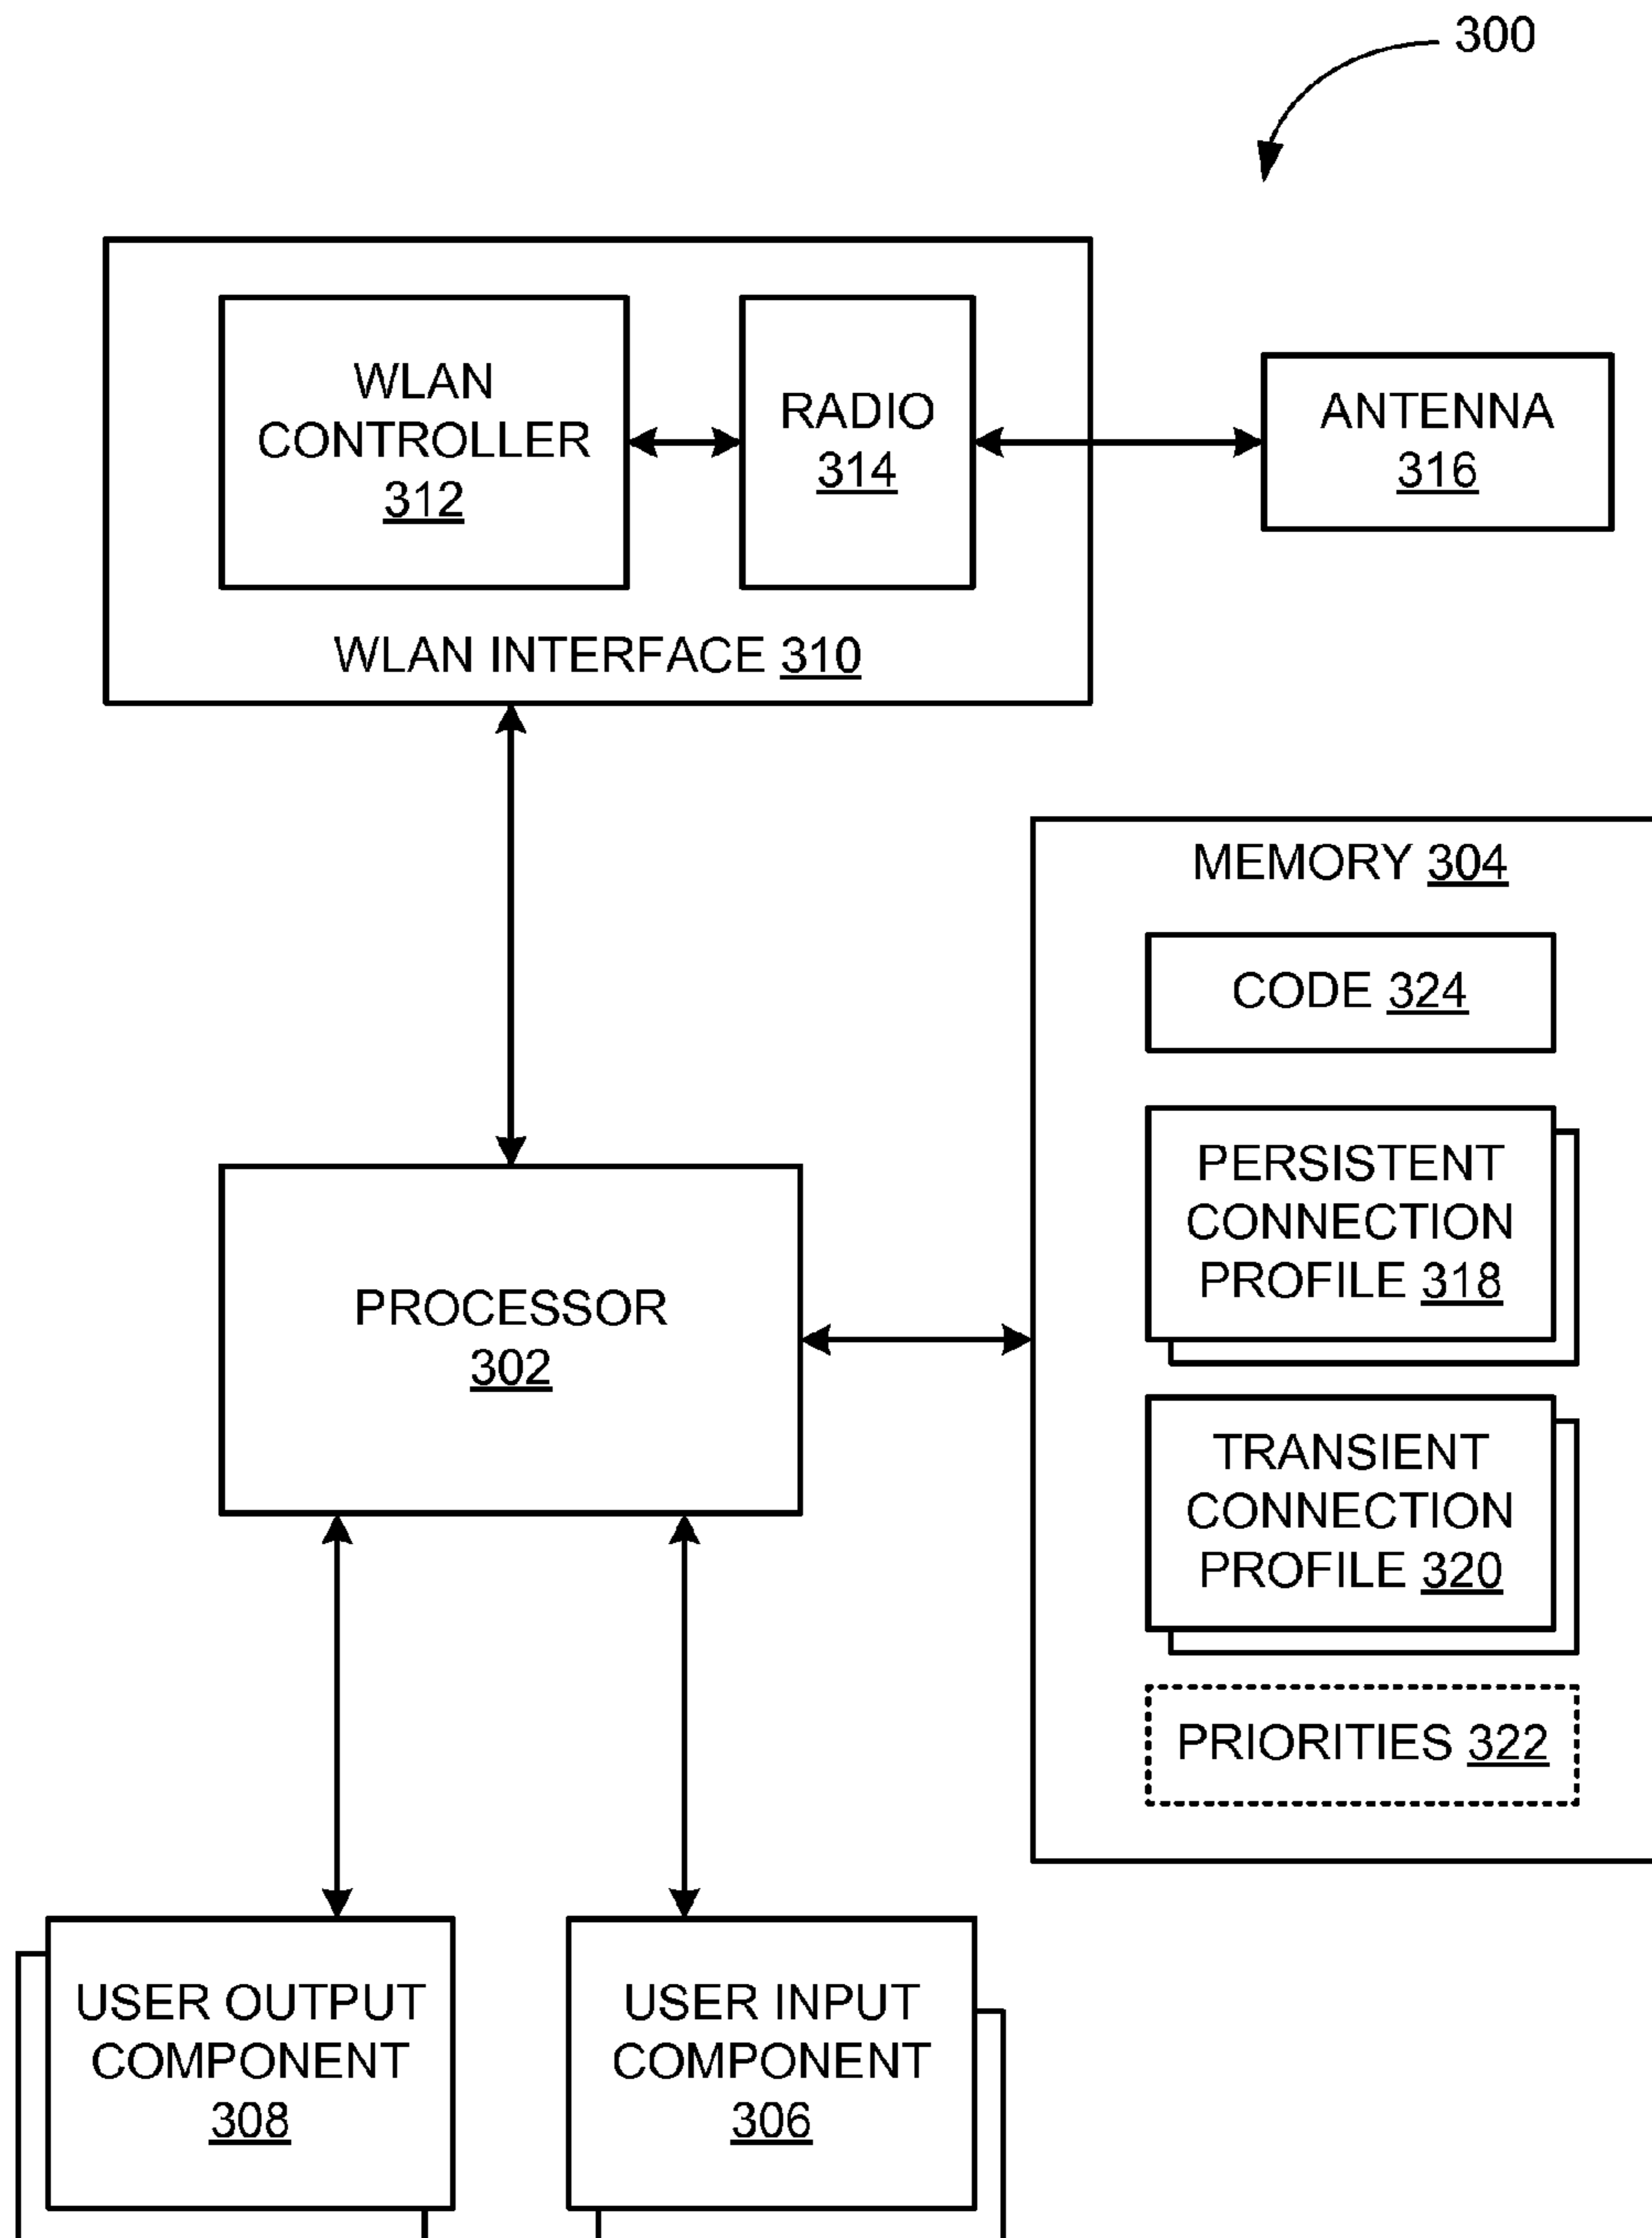 300
WLAN
CONTROLLER
312
RADIO
314
ANTENNA
316
WLAN INTERFACE 310
MEMORY 304
CODE 324
PERSISTENT
CONNECTION
PROFILE 318
PROCESSOR
302
TRANSIENT
CONNECTION
PROFILE 320
PRIORITIES 322
USER OUTPUT
COMPONENT
308
USER INPUT
COMPONENT
306